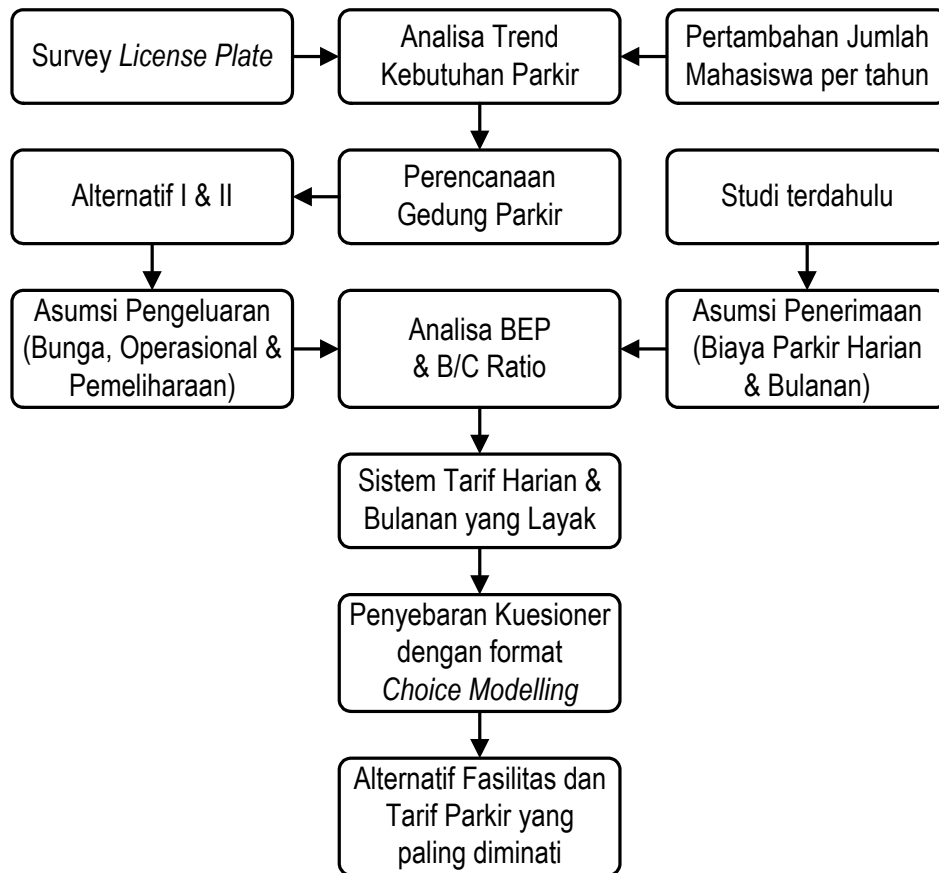 Survey License Plate
Analisa Trend
Kebutuhan Parkir
Pertambahan Jumlah
Mahasiswa per tahun
Alternatif I & II
Perencanaan
Gedung Parkir
Studi terdahulu
Asumsi Pengeluaran
(Bunga, Operasional &
Pemeliharaan)
Analisa BEP
& B/C Ratio
Asumsi Penerimaan
(Biaya Parkir Harian
& Bulanan)
Sistem Tarif Harian &
Bulanan yang Layak
Penyebaran Kuesioner
dengan format
Choice Modelling
Alternatif Fasilitas dan
Tarif Parkir yang
paling diminati